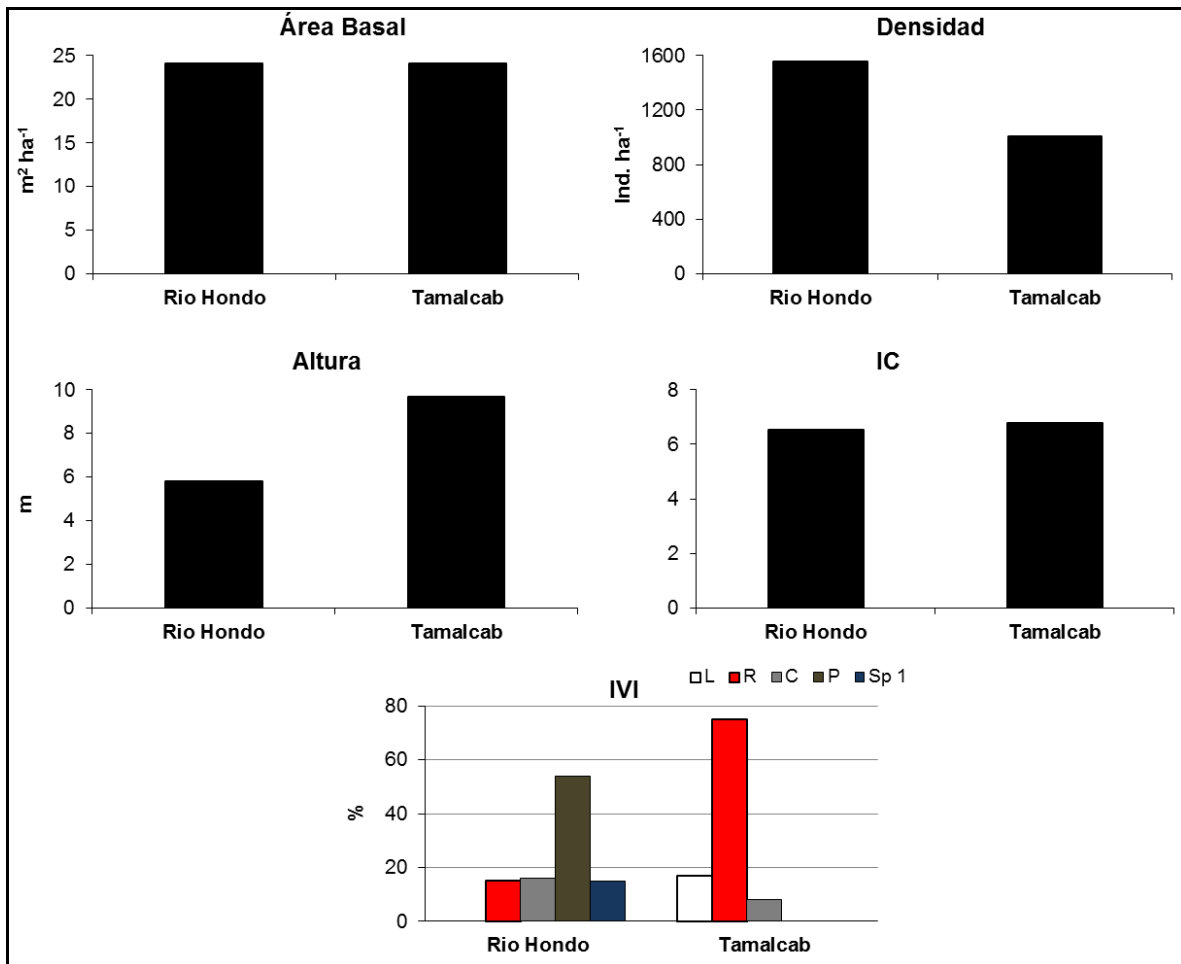 Área Basal
m² ha⁻¹
25
20
15
10
5
0
Rio Hondo Tamalcab
Densidad
Ind. ha⁻¹
1600
1200
800
400
0
Rio Hondo Tamalcab
Altura
m
10
8
6
4
2
0
Rio Hondo Tamalcab
IC
8
6
4
2
0
Rio Hondo Tamalcab
IVI
L R C P Sp 1
%
80
60
40
20
0
Rio Hondo Tamalcab